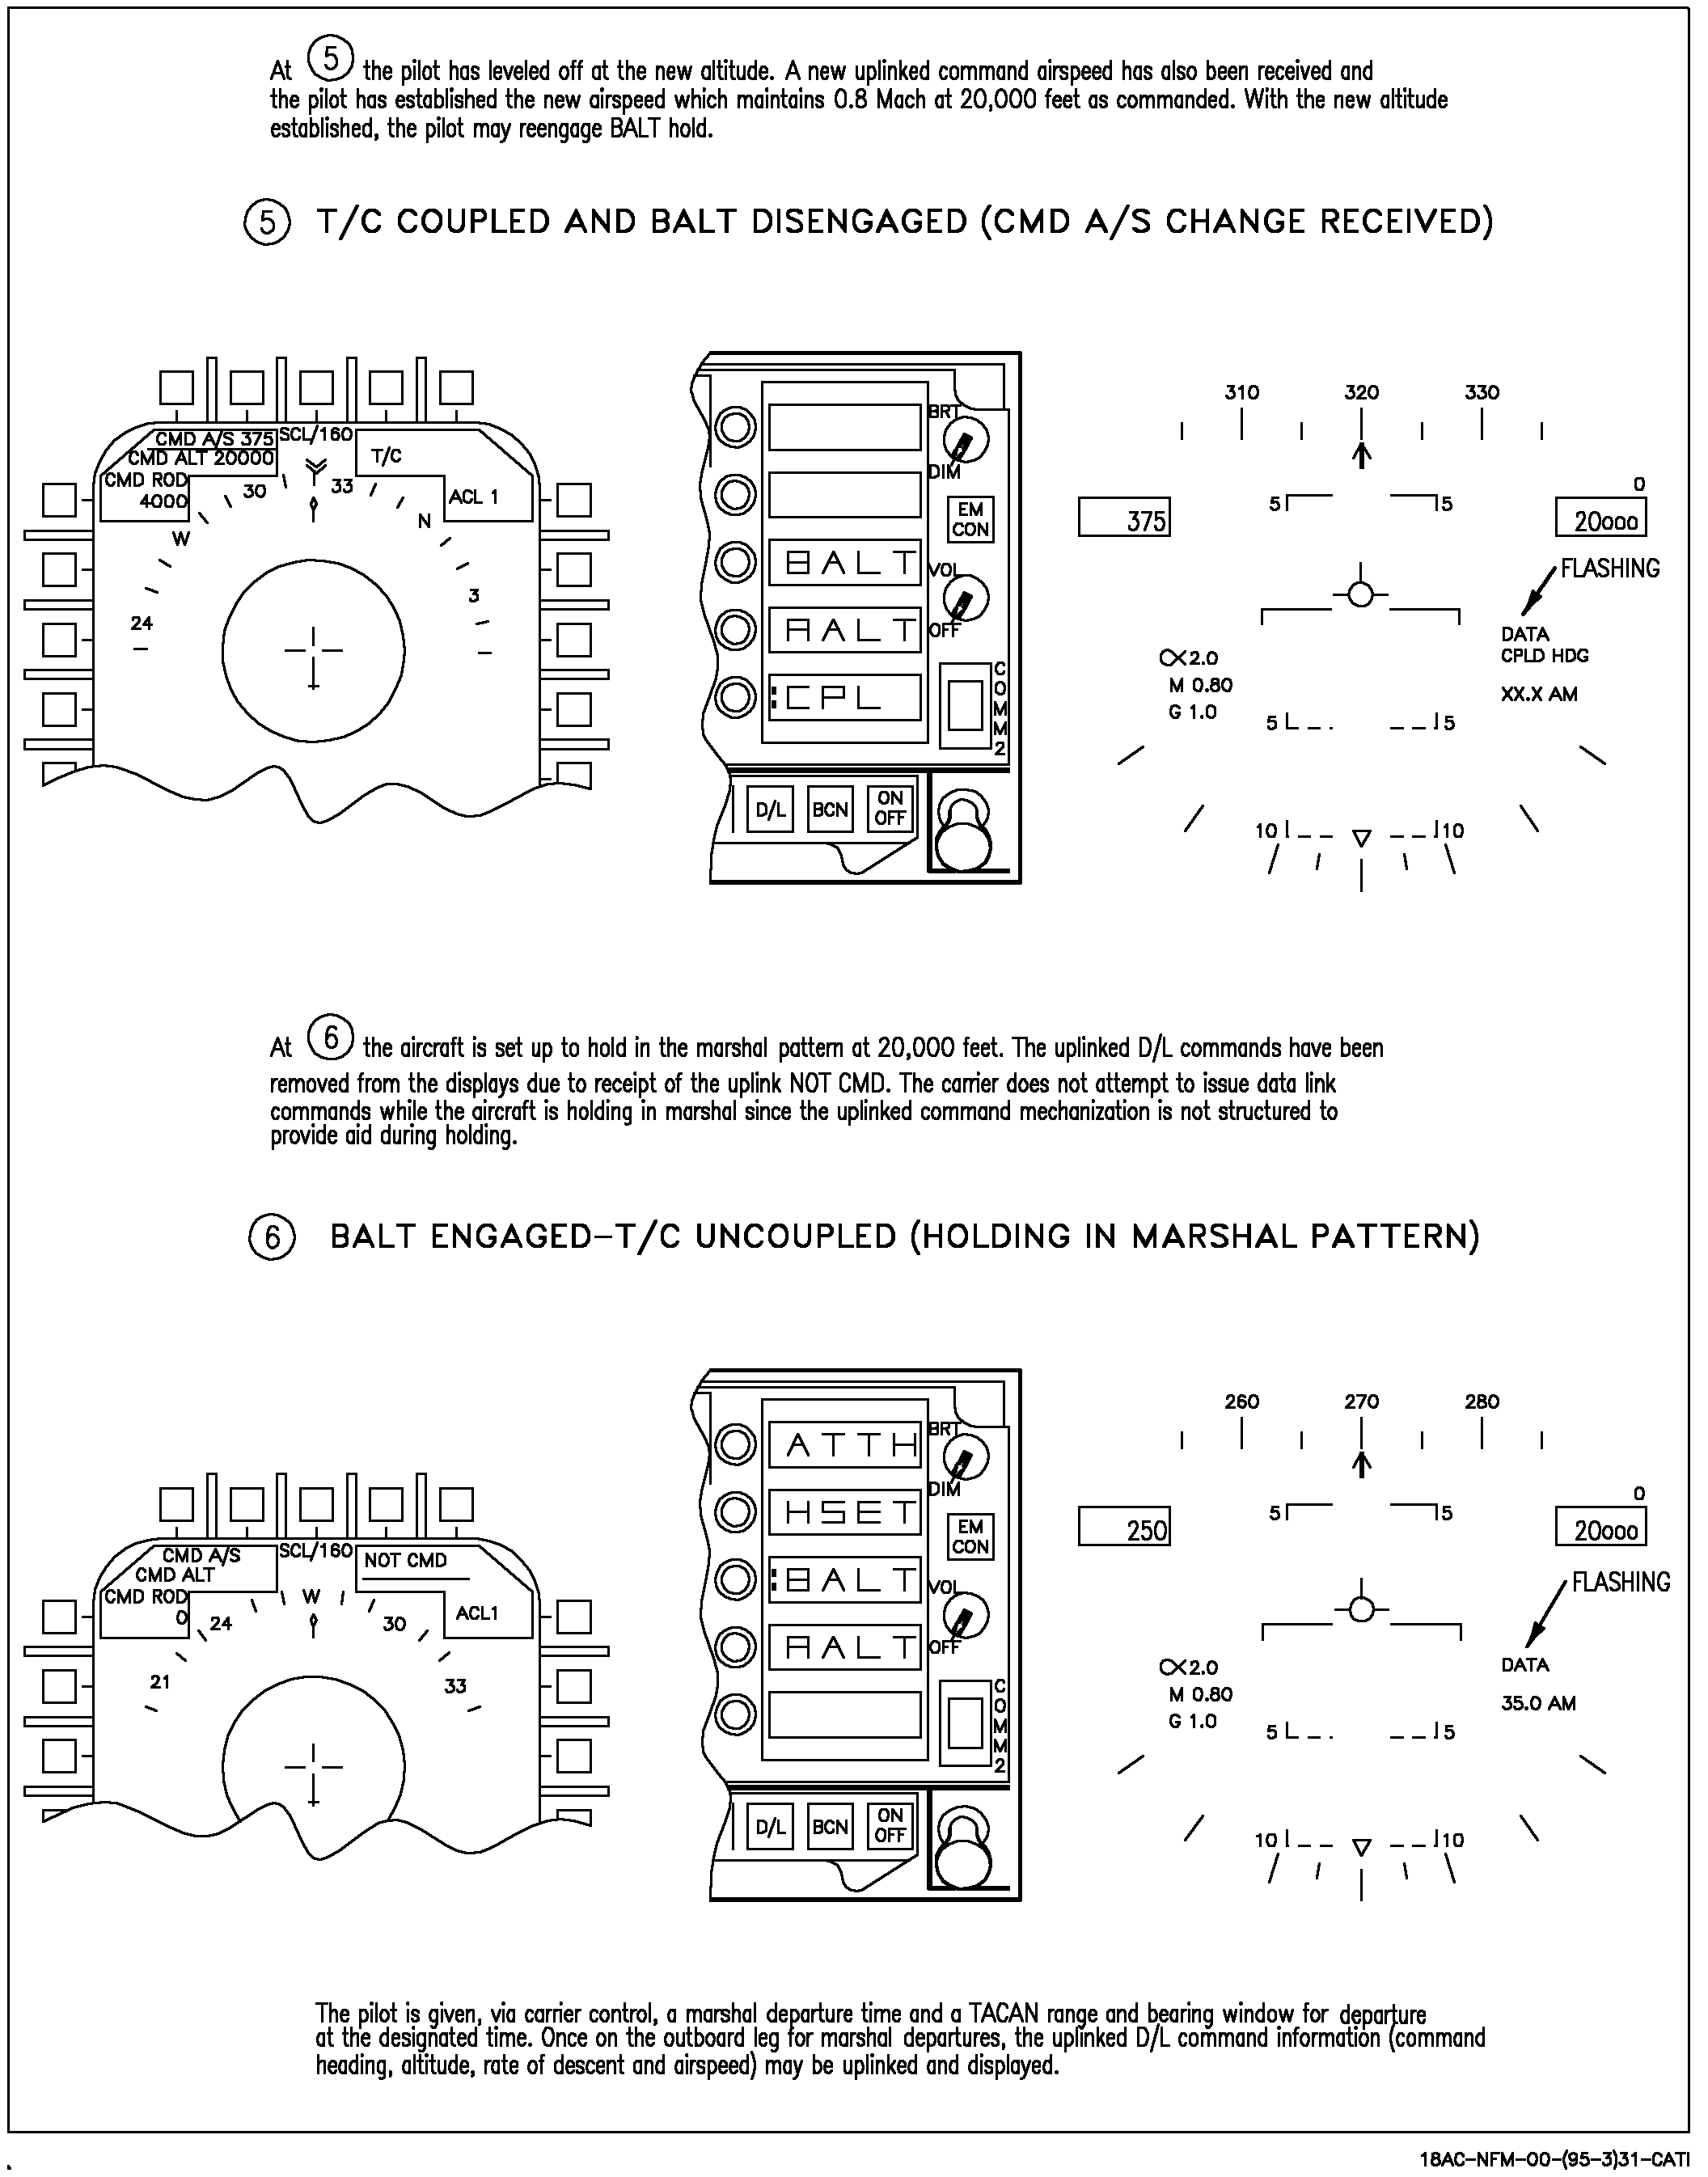 At 5 the pilot has leveled off at the new altitude. A new uplinked command airspeed has also been received and
the pilot has established the new airspeed which maintains 0.8 Mach at 20,000 feet as commanded. With the new altitude
established, the pilot may reengage BALT hold.
5 T/C COUPLED AND BALT DISENGAGED (CMD A/S CHANGE RECEIVED)
CMD A/S 375
CMD ALT 20000
CMD ROD
4000
SCL/160
T/C
ACL 1
24
W
30
33
N
3
BRT
DIM
EM
CON
BALT
VOL
RALT
OFF
:CPL
COMM2
D/L
BCN
ON
OFF
310 320 330
5 5
375
0
20000
FLASHING
DATA
CPLD HDG
XX.X AM
α 2.0
M 0.80
G 1.0
5 5
10 10
At 6 the aircraft is set up to hold in the marshal pattern at 20,000 feet. The uplinked D/L commands have been
removed from the displays due to receipt of the uplink NOT CMD. The carrier does not attempt to issue data link
commands while the aircraft is holding in marshal since the uplinked command mechanization is not structured to
provide aid during holding.
6 BALT ENGAGED-T/C UNCOUPLED (HOLDING IN MARSHAL PATTERN)
CMD A/S
CMD ALT
CMD ROD
0
SCL/160
NOT CMD
ACL1
21
24
W
30
33
ATTH
BRT
DIM
HSET
EM
CON
:BALT
VOL
RALT
OFF
COMM2
D/L
BCN
ON
OFF
260 270 280
5 5
250
0
20000
FLASHING
DATA
35.0 AM
α 2.0
M 0.80
G 1.0
5 5
10 10
The pilot is given, via carrier control, a marshal departure time and a TACAN range and bearing window for departure
at the designated time. Once on the outboard leg for marshal departures, the uplinked D/L command information (command
heading, altitude, rate of descent and airspeed) may be uplinked and displayed.
18AC-NFM-00-(95-3)31-CATI